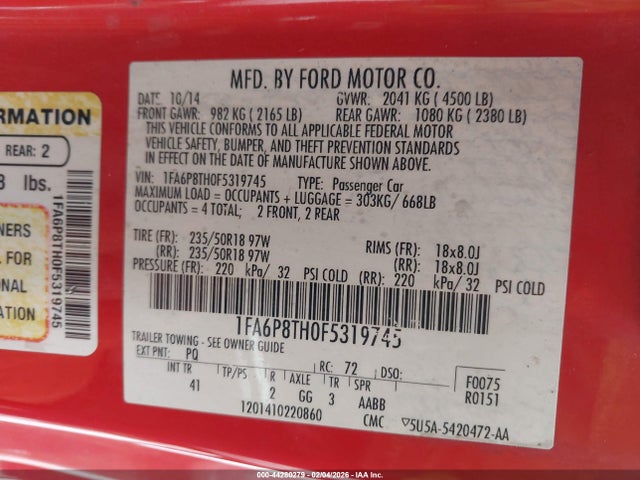 ORMATION
REAR: 2
8 lbs.
NERS
L FOR
ONAL
ATION
1FA6P8TH0F5319745
MFD. BY FORD MOTOR CO.
DATE: 10/14 GVWR: 2041 KG ( 4500 LB)
FRONT GAWR: 982 KG ( 2165 LB) REAR GAWR: 1080 KG ( 2380 LB)
THIS VEHICLE CONFORMS TO ALL APPLICABLE FEDERAL MOTOR
VEHICLE SAFETY, BUMPER, AND THEFT PREVENTION STANDARDS
IN EFFECT ON THE DATE OF MANUFACTURE SHOWN ABOVE.
VIN: 1FA6P8TH0F5319745 TYPE: Passenger Car
MAXIMUM LOAD = OCCUPANTS + LUGGAGE = 303KG/ 668LB
OCCUPANTS = 4 TOTAL; 2 FRONT, 2 REAR
TIRE (FR): 235/50R18 97W RIMS (FR): 18x8.0J
(RR): 235/50R18 97W (RR): 18x8.0J
PRESSURE (FR): 220 kPa/ 32 PSI COLD (RR): 220 kPa/ 32 PSI COLD
1FA6P8TH0F5319745
TRAILER TOWING - SEE OWNER GUIDE
EXT PNT: PQ RC: 72 DSO:
INT TR TP/PS R AXLE TR SPR F0075
41 2 GG 3 AABB R0151
1201410220860 CMC 5U5A-5420472-AA
000-44280279 - 02/04/2026 - IAA Inc.